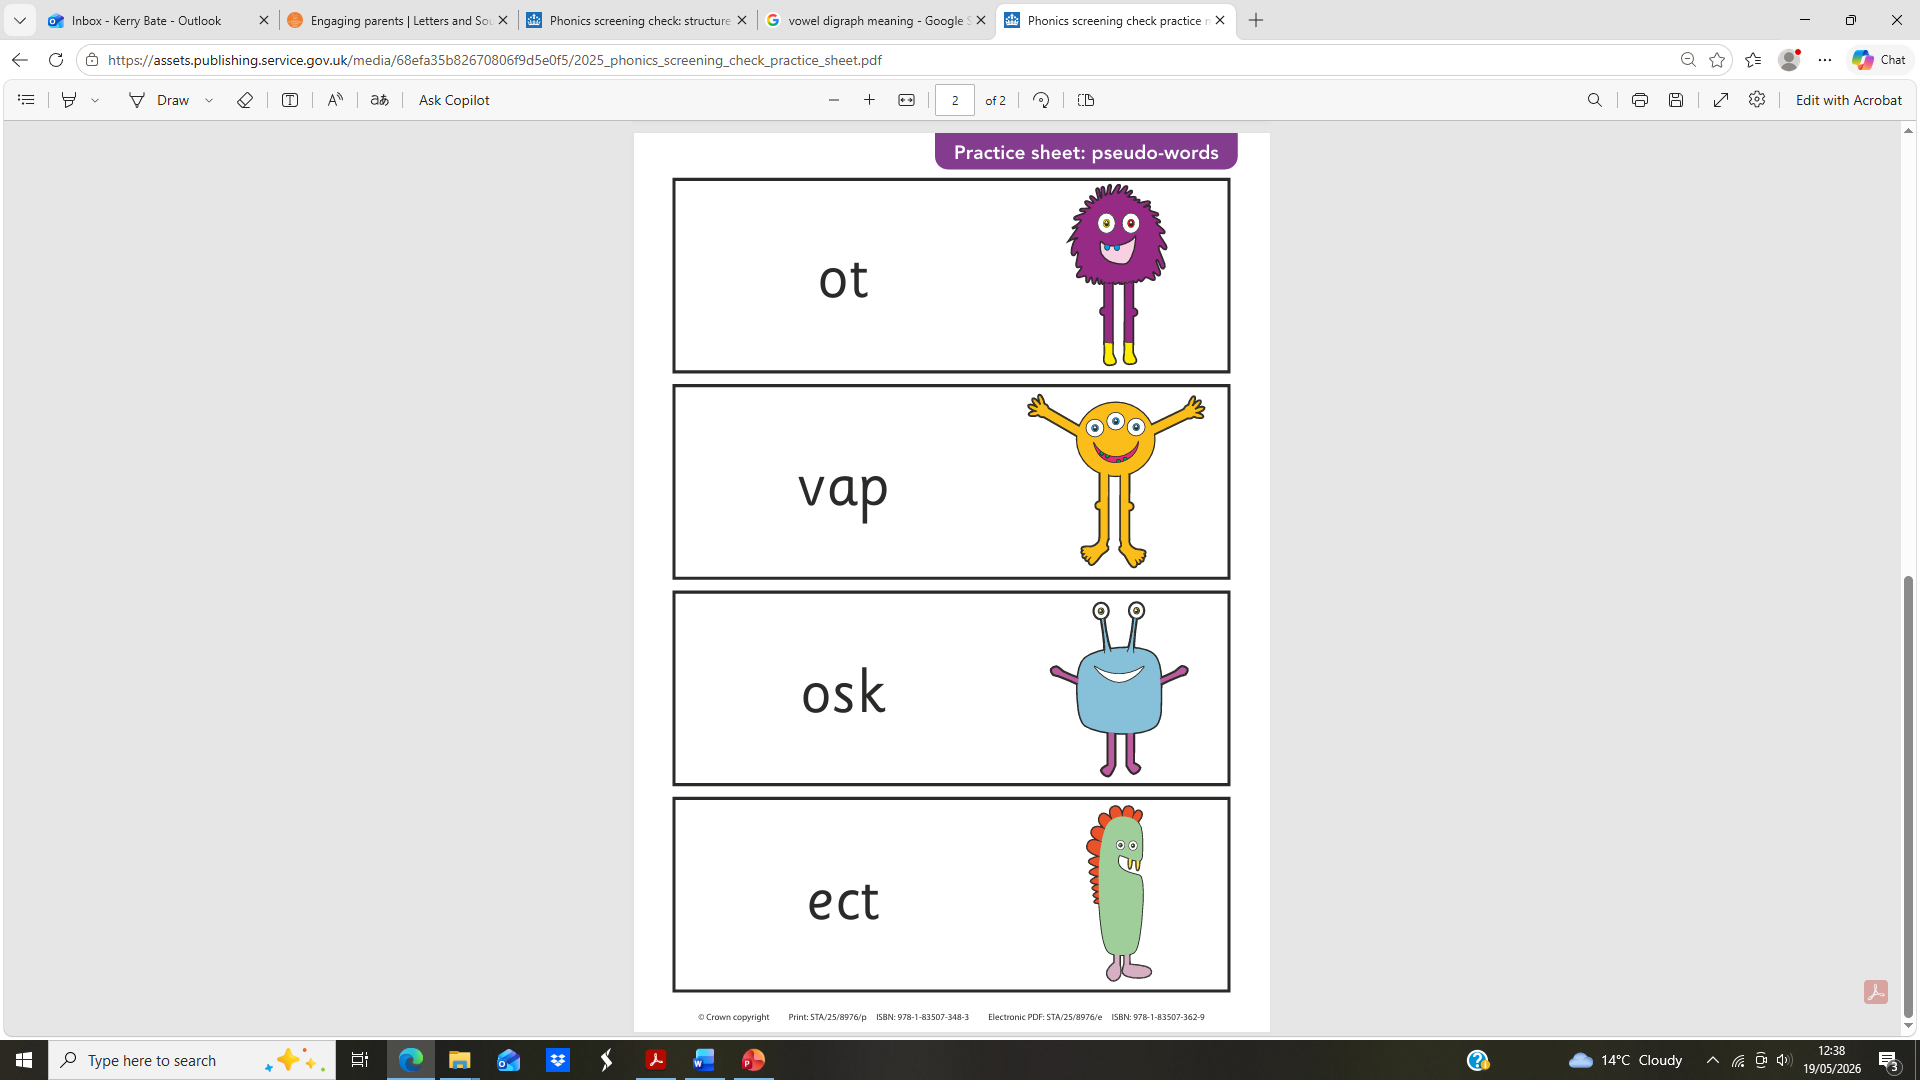 Inbox - Kerry Bate - Outlook
Engaging parents | Letters and Sou
Phonics screening check: structure
vowel digraph meaning - Google S
Phonics screening check practice
https://assets.publishing.service.gov.uk/media/68efa35b82670806f9d5e0f5/2025_phonics_screening_check_practice_sheet.pdf
Chat
Draw
Ask Copilot
2 of 2
Edit with Acrobat
Practice sheet: pseudo-words
ot
vap
osk
ect
© Crown copyright Print: STA/25/8976/p ISBN: 978-1-83507-348-3 Electronic PDF: STA/25/8976/e ISBN: 978-1-83507-362-9
Type here to search
14°C Cloudy
12:38
19/05/2026
3